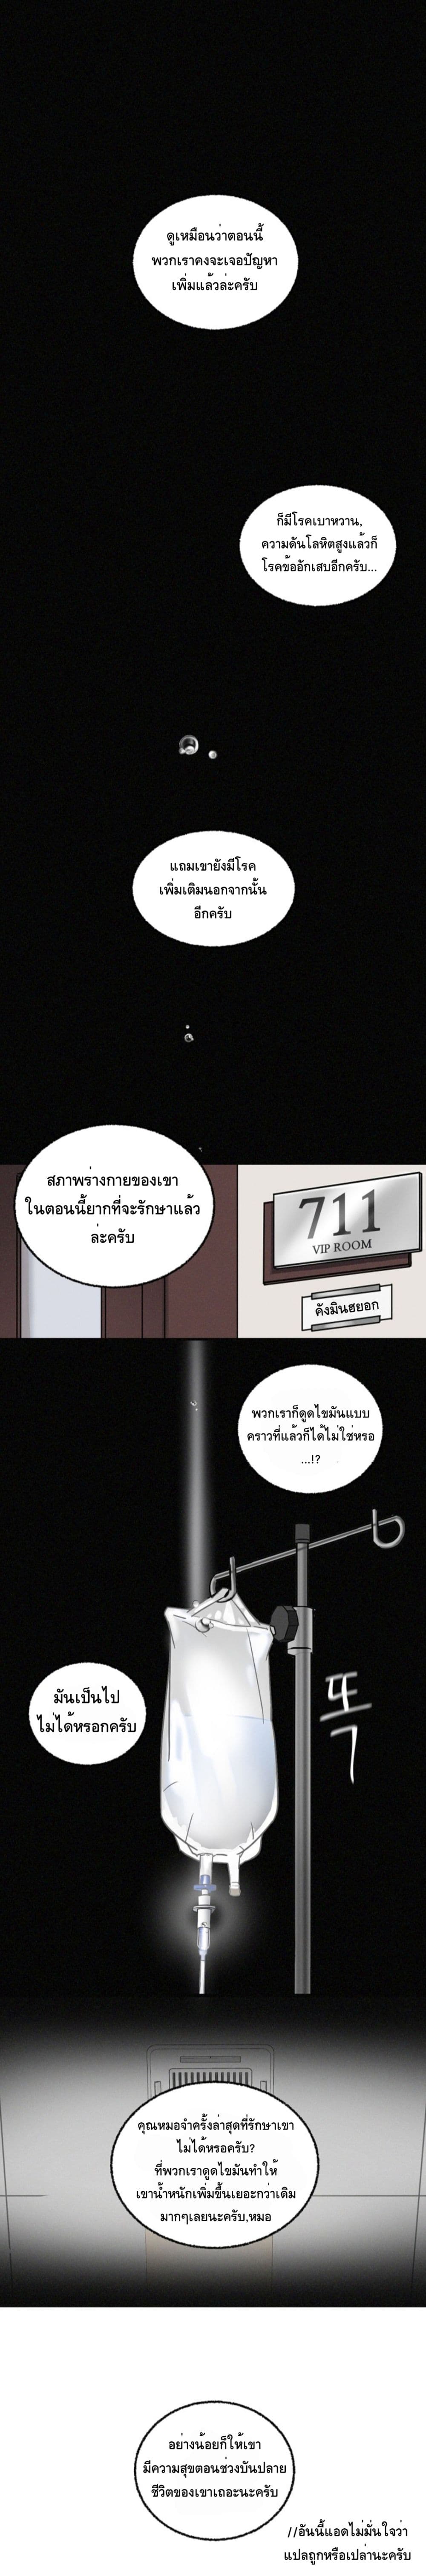 ดูเหมือนว่าตอนนี้
พวกเราคงจะเจอปัญหา
เพิ่มแล้วล่ะครับ
ก็มีโรคเบาหวาน,
ความดันโลหิตสูงแล้วก็
โรคข้ออักเสบอีกครับ...
แถมเขายังมีโรค
เพิ่มเติมนอกจากนั้น
อีกครับ
สภาพร่างกายของเขา
ในตอนนี้ยากที่จะรักษาแล้ว
ล่ะครับ
711
VIP ROOM
คังมินฮยอก
พวกเราก็ดูดไขมันแบบ
คราวที่แล้วก็ได้ไม่ใช่หรอ
...!?
มันเป็นไป
ไม่ได้หรอกครับ
똑
คุณหมอจำครั้งล่าสุดที่รักษาเขา
ไม่ได้หรอครับ?
ที่พวกเราดูดไขมันทำให้
เขาน้ำหนักเพิ่มขึ้นเยอะกว่าเดิม
มากๆเลยนะครับ,หมอ
อย่างน้อยก็ให้เขา
มีความสุขตอนช่วงบั้นปลาย
ชีวิตของเขาเถอะนะครับ
//อันนี้แอดไม่มั่นใจว่า
แปลถูกหรือเปล่านะครับ